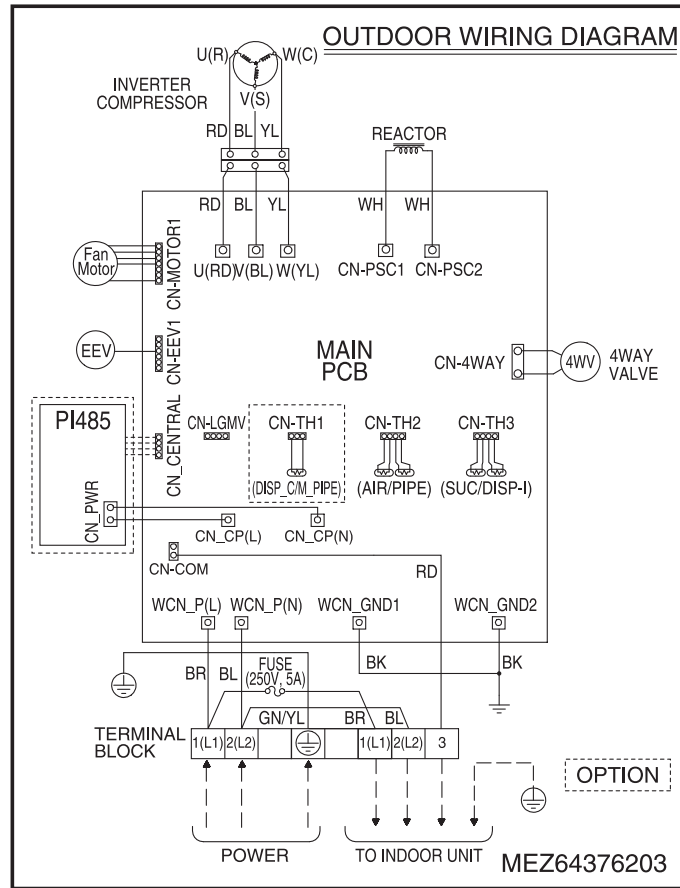 OUTDOOR WIRING DIAGRAM
U(R)
W(C)
INVERTER
COMPRESSOR
V(S)
RD BL YL
REACTOR
RD BL YL
WH WH
Fan
Motor
CN-MOTOR1
U(RD) V(BL) W(YL)
CN-PSC1 CN-PSC2
EEV
CN-EEV1
MAIN
PCB
CN-4WAY
4WV
4WAY
VALVE
PI485
CN_CENTRAL
CN-LGMV
CN-TH1
CN-TH2
CN-TH3
(DISP_C/M_PIPE)
(AIR/PIPE)
(SUC/DISP-I)
CN_PWR
CN_CP(L)
CN_CP(N)
CN-COM
RD
WCN_P(L) WCN_P(N) WCN_GND1 WCN_GND2
BR BL
FUSE
(250V, 5A)
BK
BK
GN/YL
BR BL
TERMINAL
BLOCK
1(L1) 2(L2) 1(L1) 2(L2) 3
OPTION
POWER
TO INDOOR UNIT
MEZ64376203